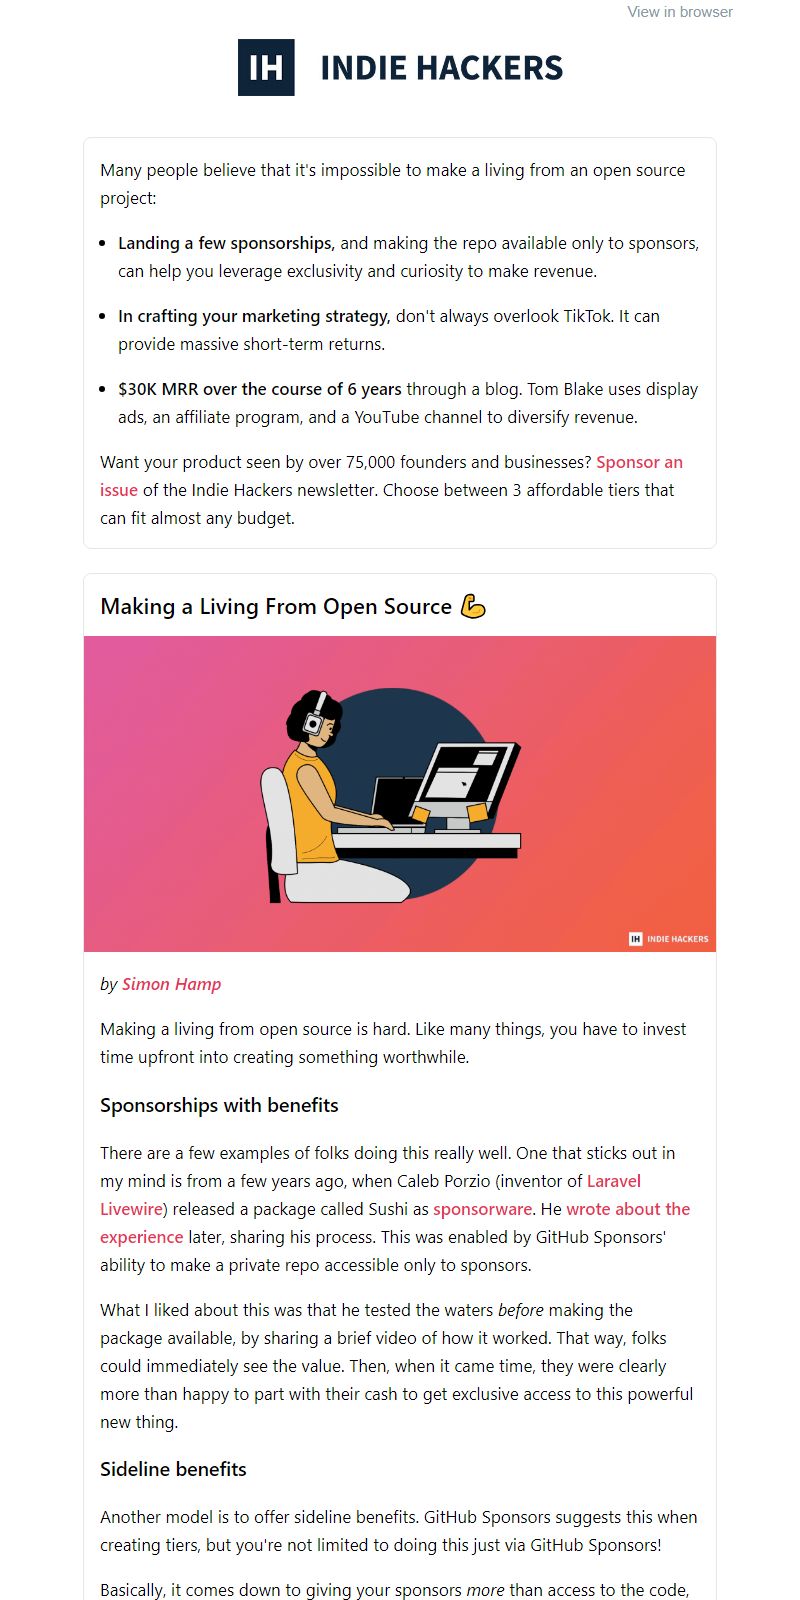 View in browser
IH INDIE HACKERS
Many people believe that it's impossible to make a living from an open source
project:
• Landing a few sponsorships, and making the repo available only to sponsors,
can help you leverage exclusivity and curiosity to make revenue.
• In crafting your marketing strategy, don't always overlook TikTok. It can
provide massive short-term returns.
• $30K MRR over the course of 6 years through a blog. Tom Blake uses display
ads, an affiliate program, and a YouTube channel to diversify revenue.
Want your product seen by over 75,000 founders and businesses? Sponsor an
issue of the Indie Hackers newsletter. Choose between 3 affordable tiers that
can fit almost any budget.
Making a Living From Open Source 💪
IH INDIE HACKERS
by Simon Hamp
Making a living from open source is hard. Like many things, you have to invest
time upfront into creating something worthwhile.
Sponsorships with benefits
There are a few examples of folks doing this really well. One that sticks out in
my mind is from a few years ago, when Caleb Porzio (inventor of Laravel
Livewire) released a package called Sushi as sponsorware. He wrote about the
experience later, sharing his process. This was enabled by GitHub Sponsors'
ability to make a private repo accessible only to sponsors.
What I liked about this was that he tested the waters before making the
package available, by sharing a brief video of how it worked. That way, folks
could immediately see the value. Then, when it came time, they were clearly
more than happy to part with their cash to get exclusive access to this powerful
new thing.
Sideline benefits
Another model is to offer sideline benefits. GitHub Sponsors suggests this when
creating tiers, but you're not limited to doing this just via GitHub Sponsors!
Basically, it comes down to giving your sponsors more than access to the code,